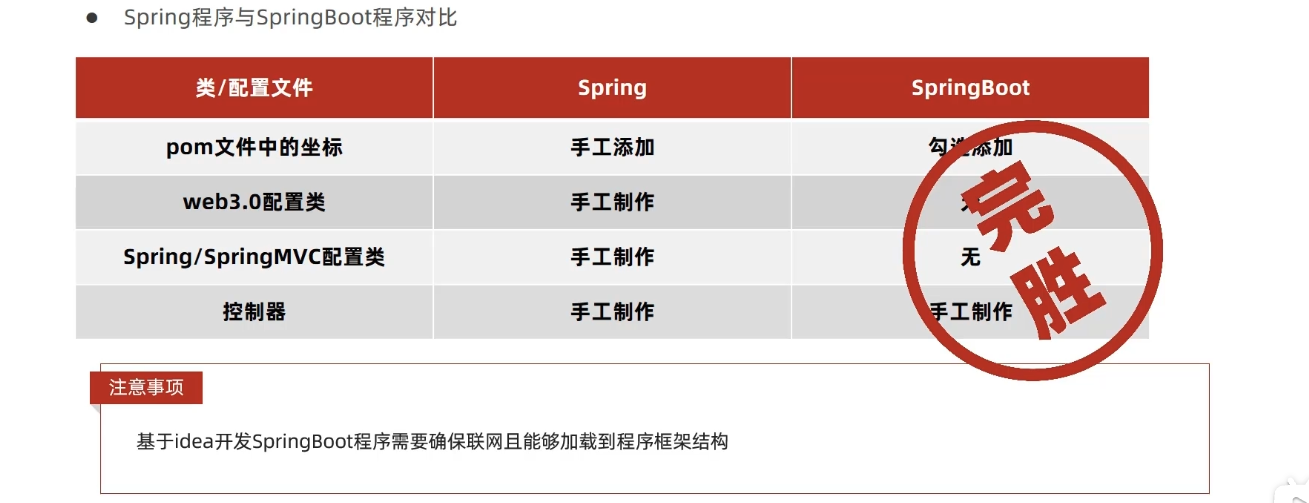 Spring程序与SpringBoot程序对比
类/配置文件 Spring SpringBoot
pom文件中的坐标 手工添加 勾选添加
web3.0配置类 手工制作
Spring/SpringMVC配置类 手工制作 无
控制器 手工制作 手工制作
完胜
注意事项
基于idea开发SpringBoot程序需要确保联网且能够加载到程序框架结构